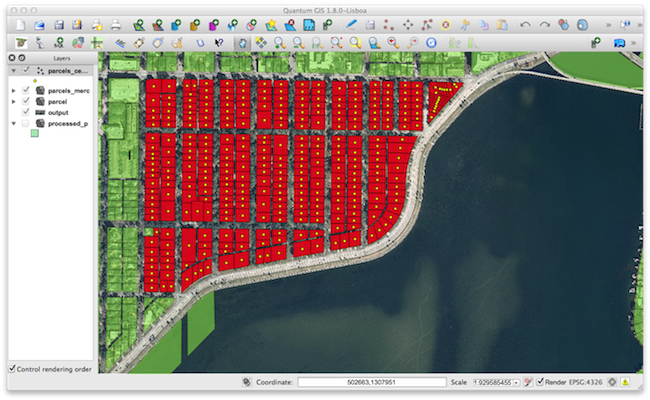 Quantum GIS 1.8.0-Lisboa
Layers
parcels_ce...
parcels_merc
parcel
output
processed_p
Control rendering order
Coordinate:
502663,1307951
Scale
1.929585455
Render
EPSG:4326